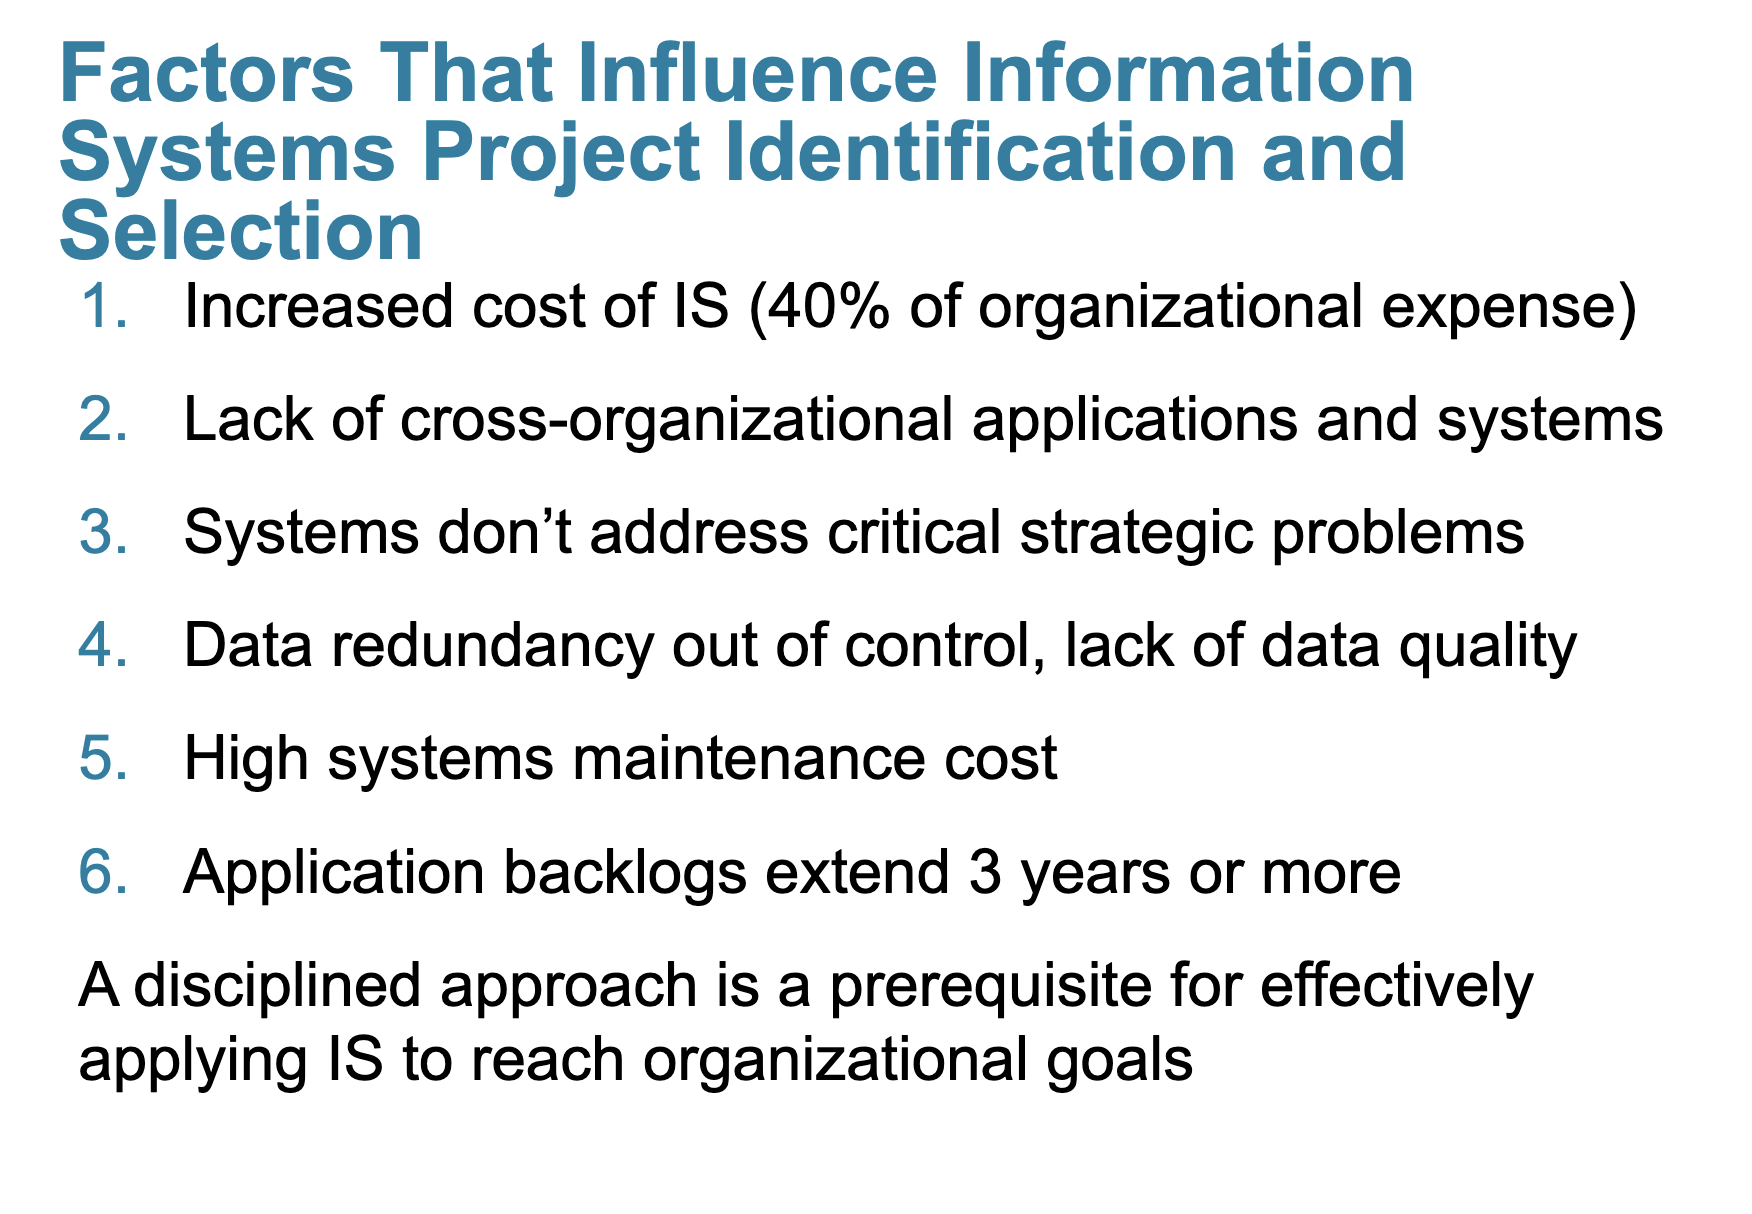 Factors That Influence Information
Systems Project Identification and
Selection
1. Increased cost of IS (40% of organizational expense)
2. Lack of cross-organizational applications and systems
3. Systems don’t address critical strategic problems
4. Data redundancy out of control, lack of data quality
5. High systems maintenance cost
6. Application backlogs extend 3 years or more
A disciplined approach is a prerequisite for effectively
applying IS to reach organizational goals